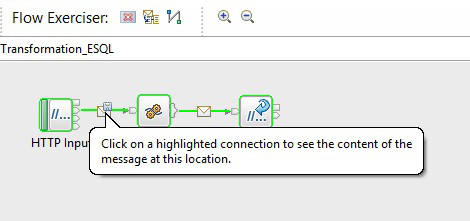 Flow Exerciser:
Transformation_ESQL
//...
//...
HTTP Input
Click on a highlighted connection to see the content of the
message at this location.